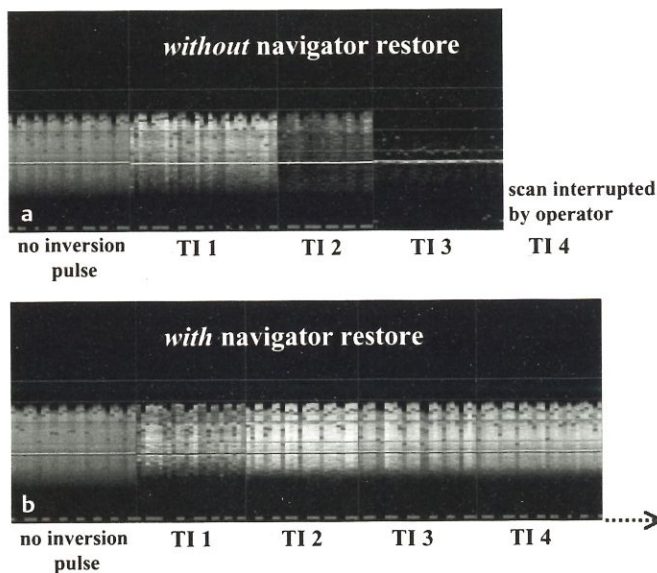 without navigator restore
a
scan interrupted
by operator
no inversion
pulse
TI 1
TI 2
TI 3
TI 4
with navigator restore
b
no inversion
pulse
TI 1
TI 2
TI 3
TI 4